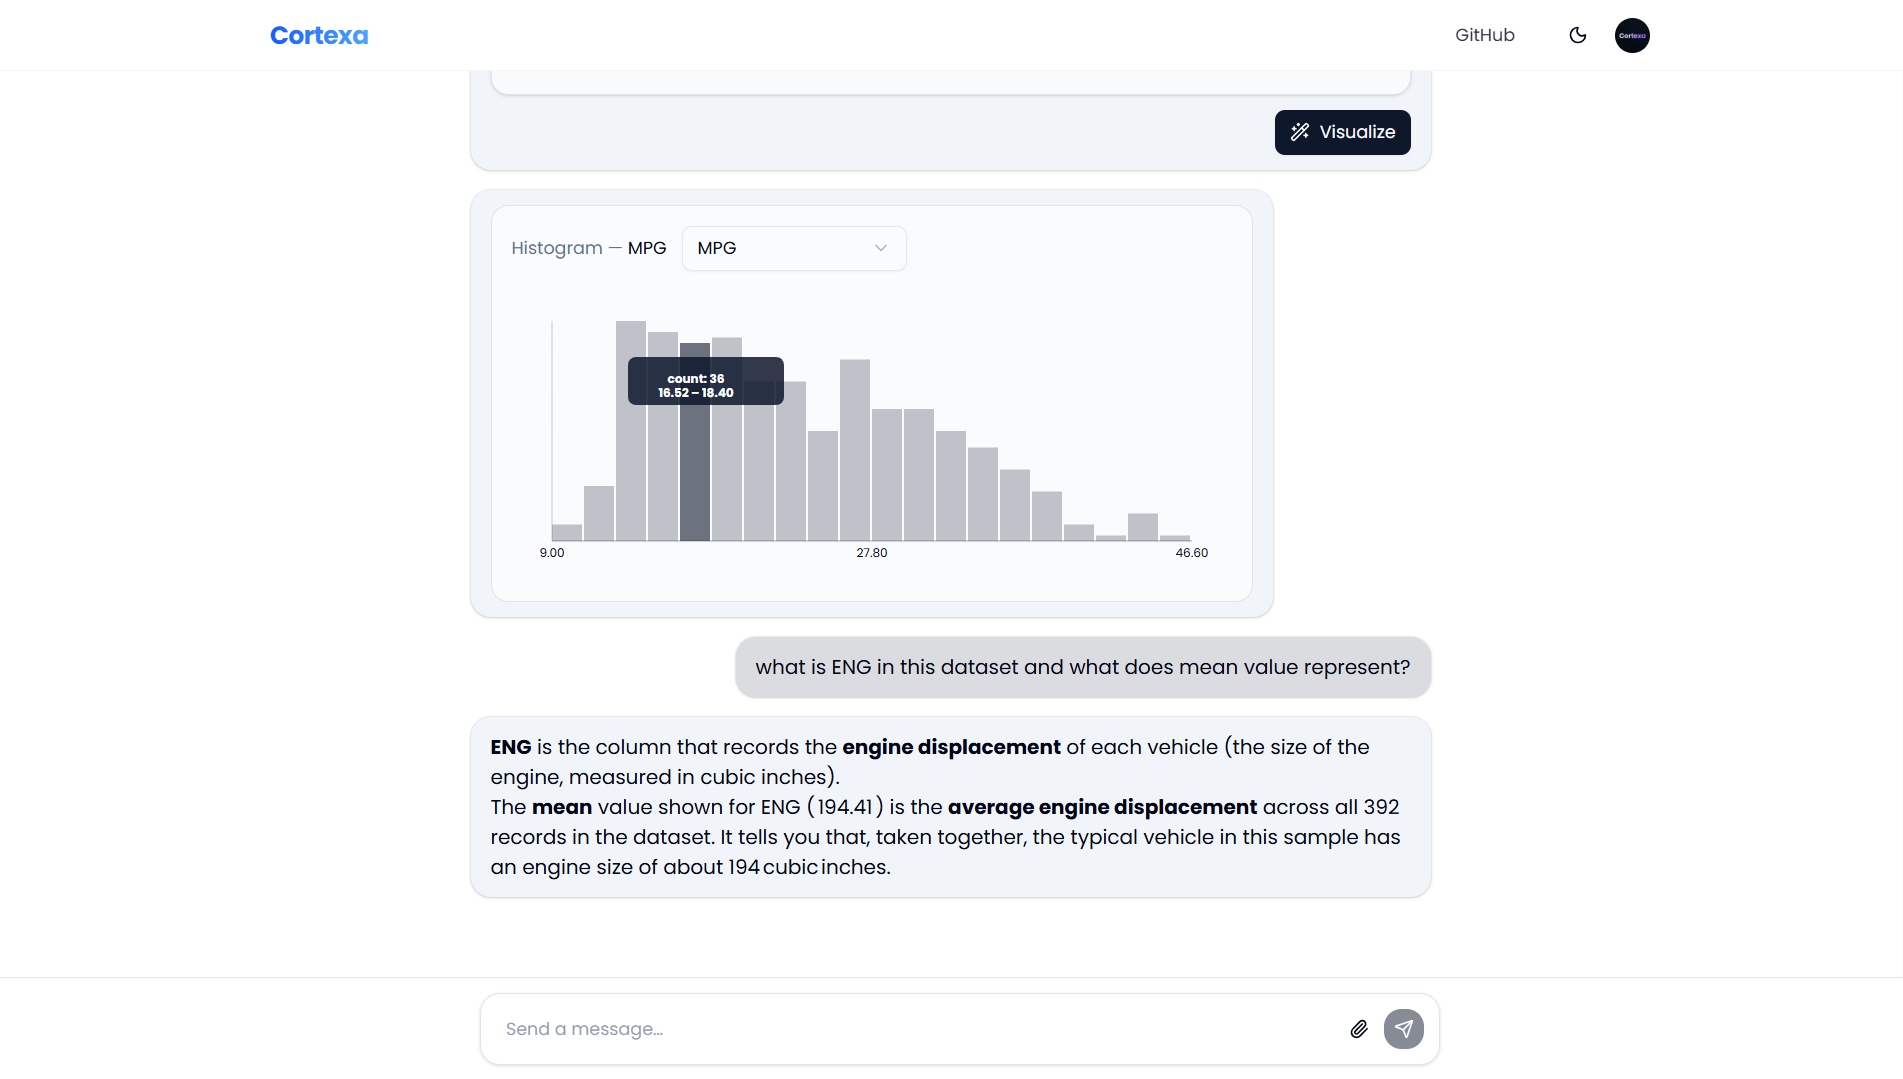 Cortexa
GitHub
Cortexa
Visualize
Histogram — MPG
MPG
count: 36
16.52 – 18.40
9.00
27.80
46.60
what is ENG in this dataset and what does mean value represent?
ENG is the column that records the engine displacement of each vehicle (the size of the
engine, measured in cubic inches).
The mean value shown for ENG (194.41) is the average engine displacement across all 392
records in the dataset. It tells you that, taken together, the typical vehicle in this sample has
an engine size of about 194 cubic inches.
Send a message...